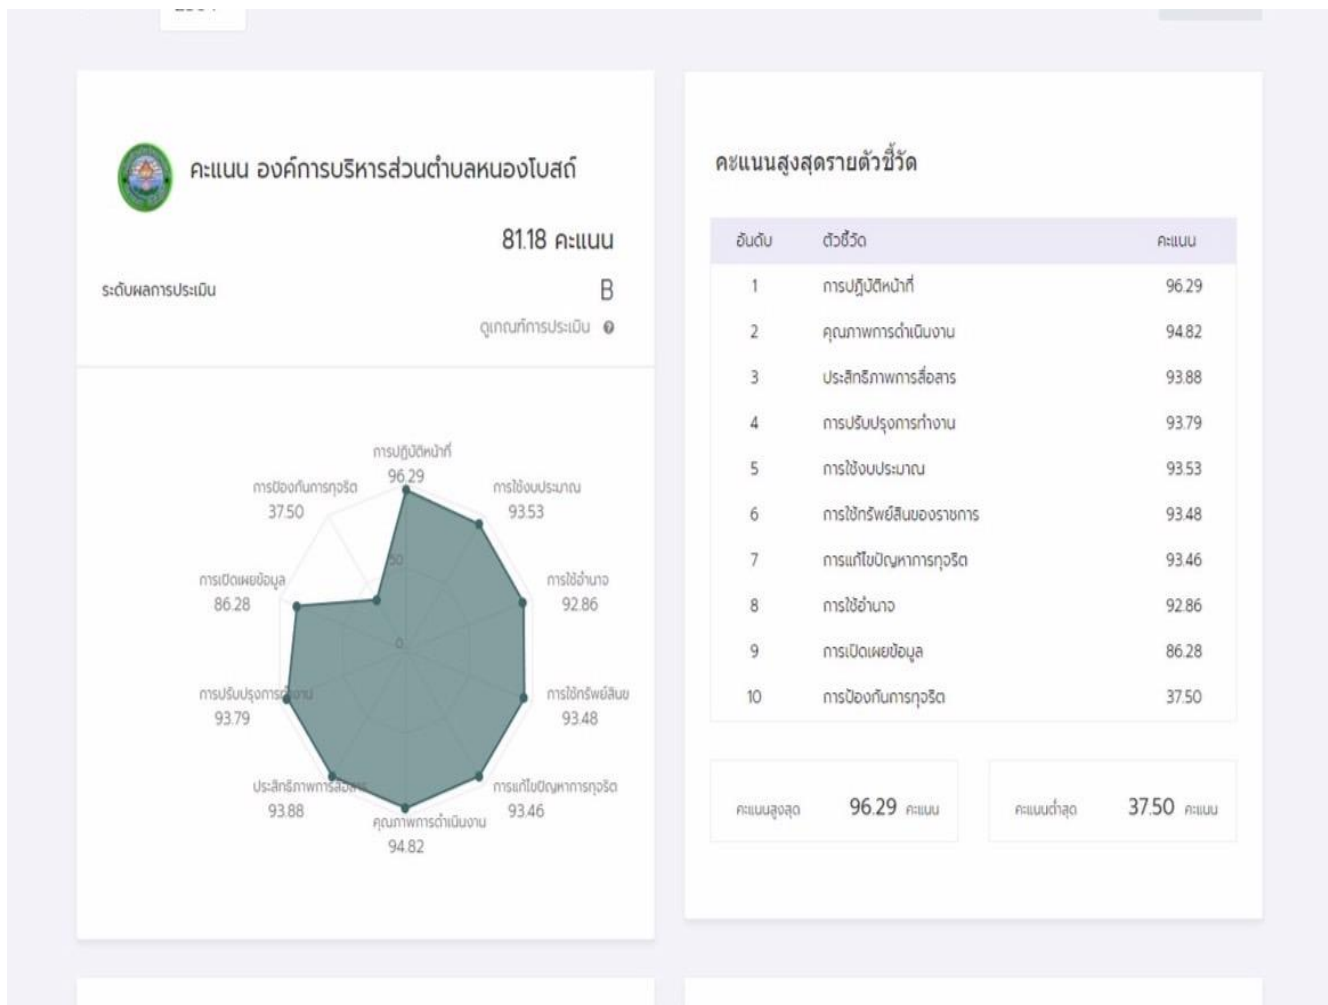 คะแนน องค์การบริหารส่วนตำบลหนองโบสถ์
81.18 คะแนน
ระดับผลการประเมิน B
ดูเกณฑ์การประเมิน
การปฏิบัติหน้าที่
96.29
การป้องกันการทุจริต
37.50
การใช้งบประมาณ
93.53
50
การเปิดเผยข้อมูล
86.28
การใช้อำนาจ
92.86
0
การปรับปรุงการทำงาน
93.79
การใช้ทรัพย์สินข
93.48
ประสิทธิภาพการสื่อสาร
93.88
การแก้ไขปัญหาการทุจริต
93.46
คุณภาพการดำเนินงาน
94.82
คะแนนสูงสุดรายตัวชี้วัด
อันดับ ตัวชี้วัด คะแนน
1 การปฏิบัติหน้าที่ 96.29
2 คุณภาพการดำเนินงาน 94.82
3 ประสิทธิภาพการสื่อสาร 93.88
4 การปรับปรุงการทำงาน 93.79
5 การใช้งบประมาณ 93.53
6 การใช้ทรัพย์สินของราชการ 93.48
7 การแก้ไขปัญหาการทุจริต 93.46
8 การใช้อำนาจ 92.86
9 การเปิดเผยข้อมูล 86.28
10 การป้องกันการทุจริต 37.50
คะแนนสูงสุด 96.29 คะแนน
คะแนนต่ำสุด 37.50 คะแนน